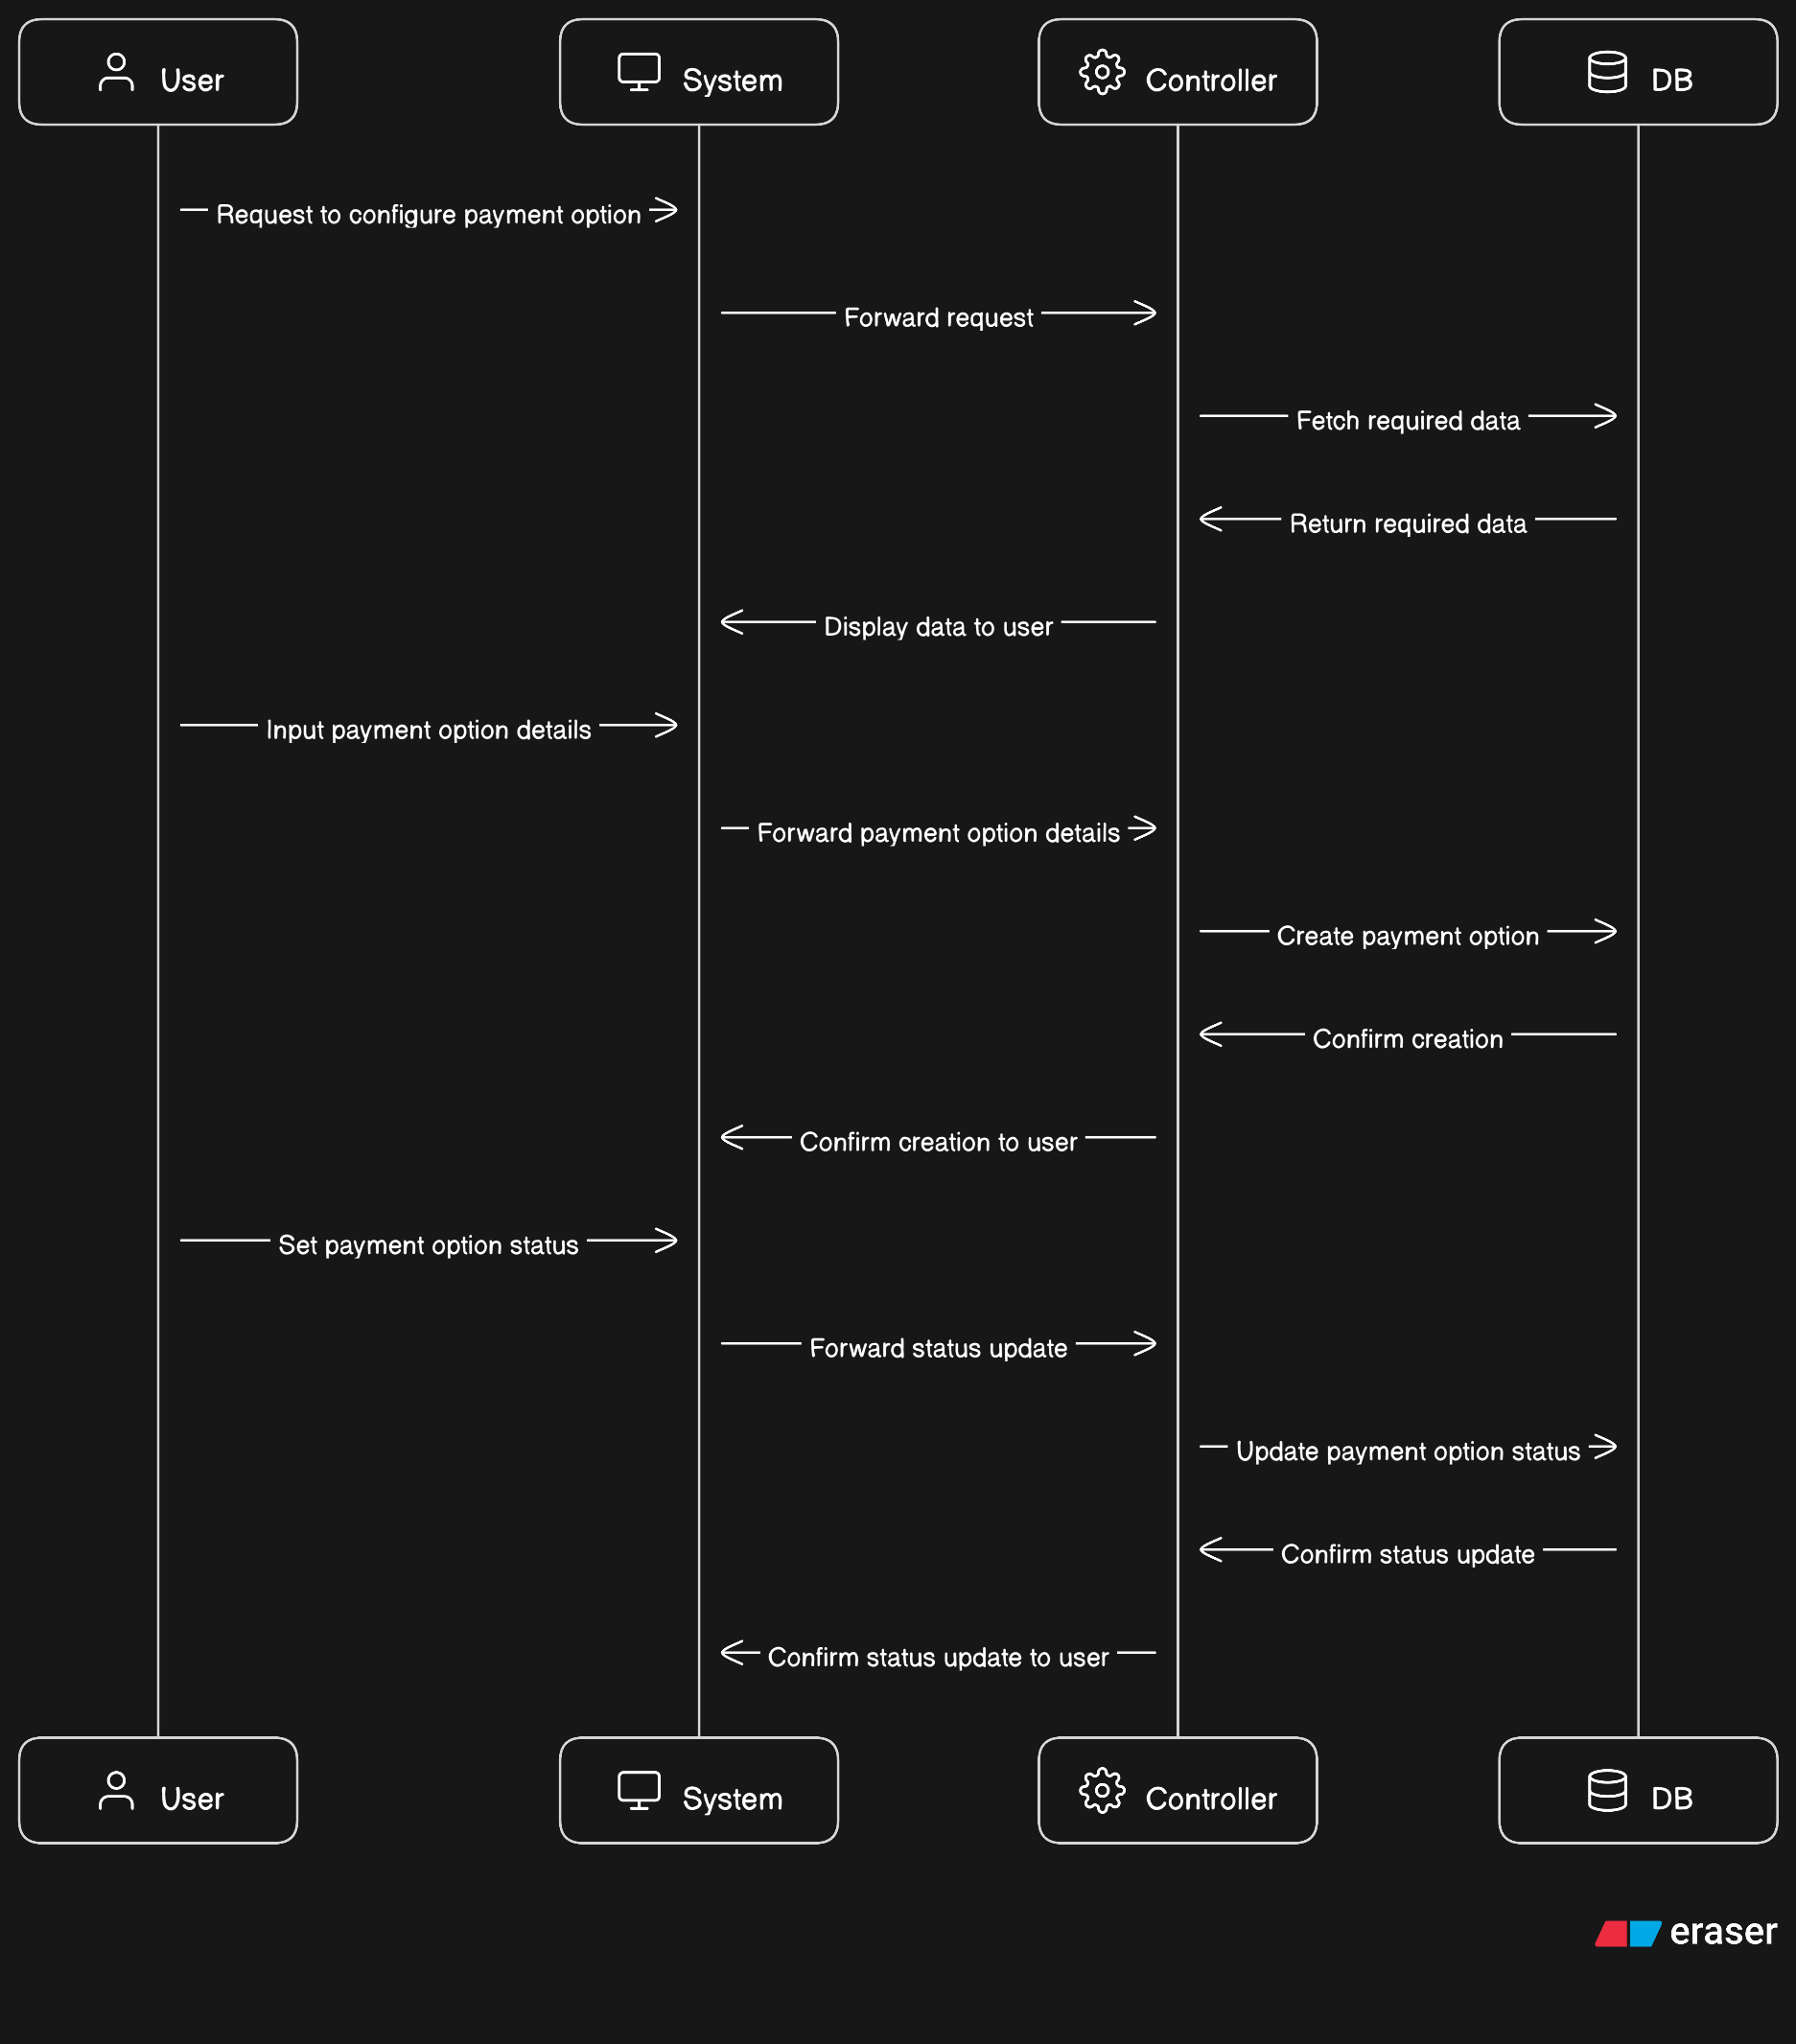 User
System
Controller
DB
Request to configure payment option
Forward request
Fetch required data
Return required data
Display data to user
Input payment option details
Forward payment option details
Create payment option
Confirm creation
Confirm creation to user
Set payment option status
Forward status update
Update payment option status
Confirm status update
Confirm status update to user
User
System
Controller
DB
eraser